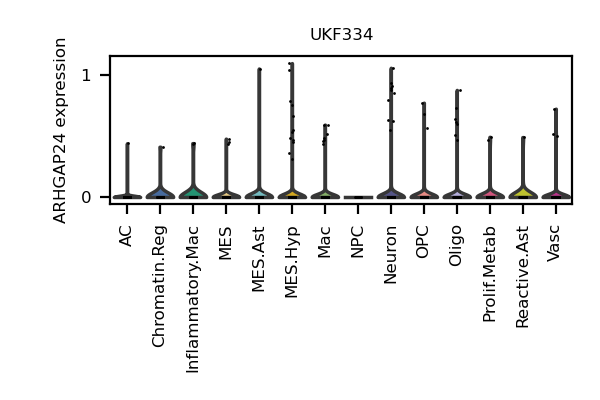 UKF334
ARHGAP24 expression
1
0
AC
Chromatin.Reg
Inflammatory.Mac
MES
MES.Ast
MES.Hyp
Mac
NPC
Neuron
OPC
Oligo
Prolif.Metab
Reactive.Ast
Vasc